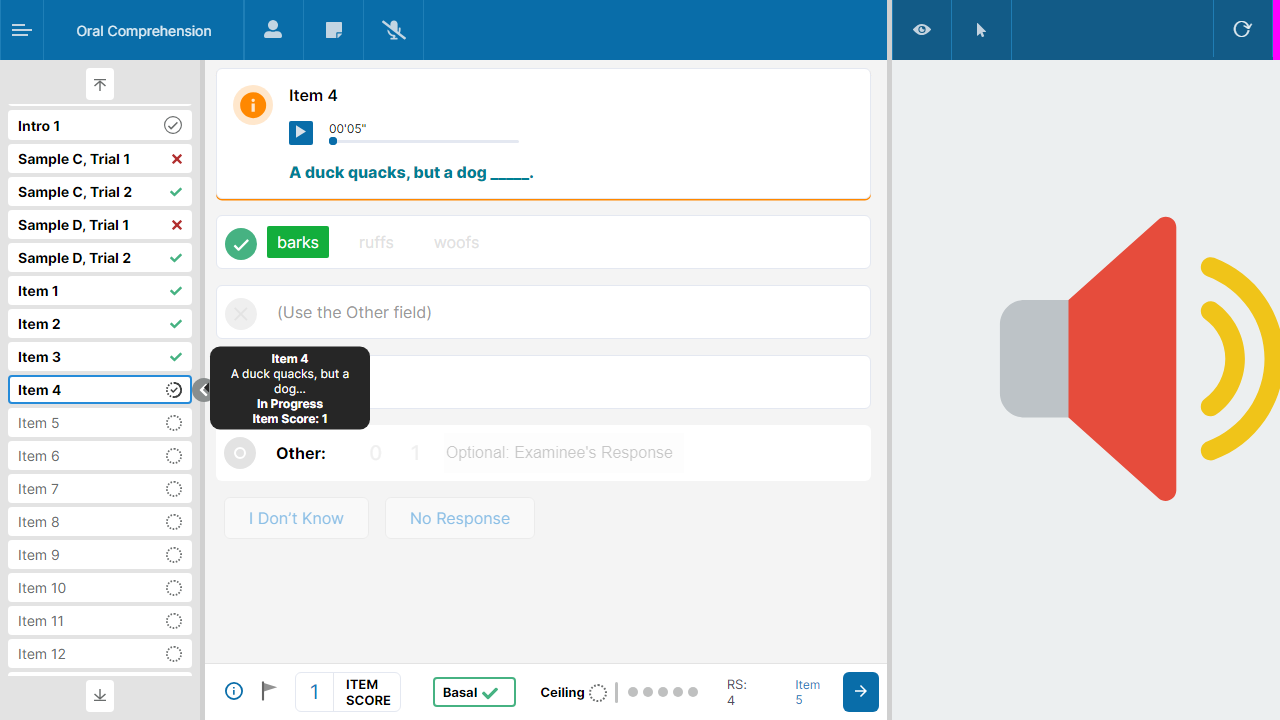 Oral Comprehension
Intro 1
Sample C, Trial 1
Sample C, Trial 2
Sample D, Trial 1
Sample D, Trial 2
Item 1
Item 2
Item 3
Item 4
Item 5
Item 6
Item 7
Item 8
Item 9
Item 10
Item 11
Item 12
Item 4
00'05"
A duck quacks, but a dog _____.
barks ruffs woofs
(Use the Other field)
Item 4
A duck quacks, but a
dog...
In Progress
Item Score: 1
Other: 0 1 Optional: Examinee's Response
I Don't Know No Response
1 ITEM
SCORE
Basal
Ceiling
RS:
4
Item
5